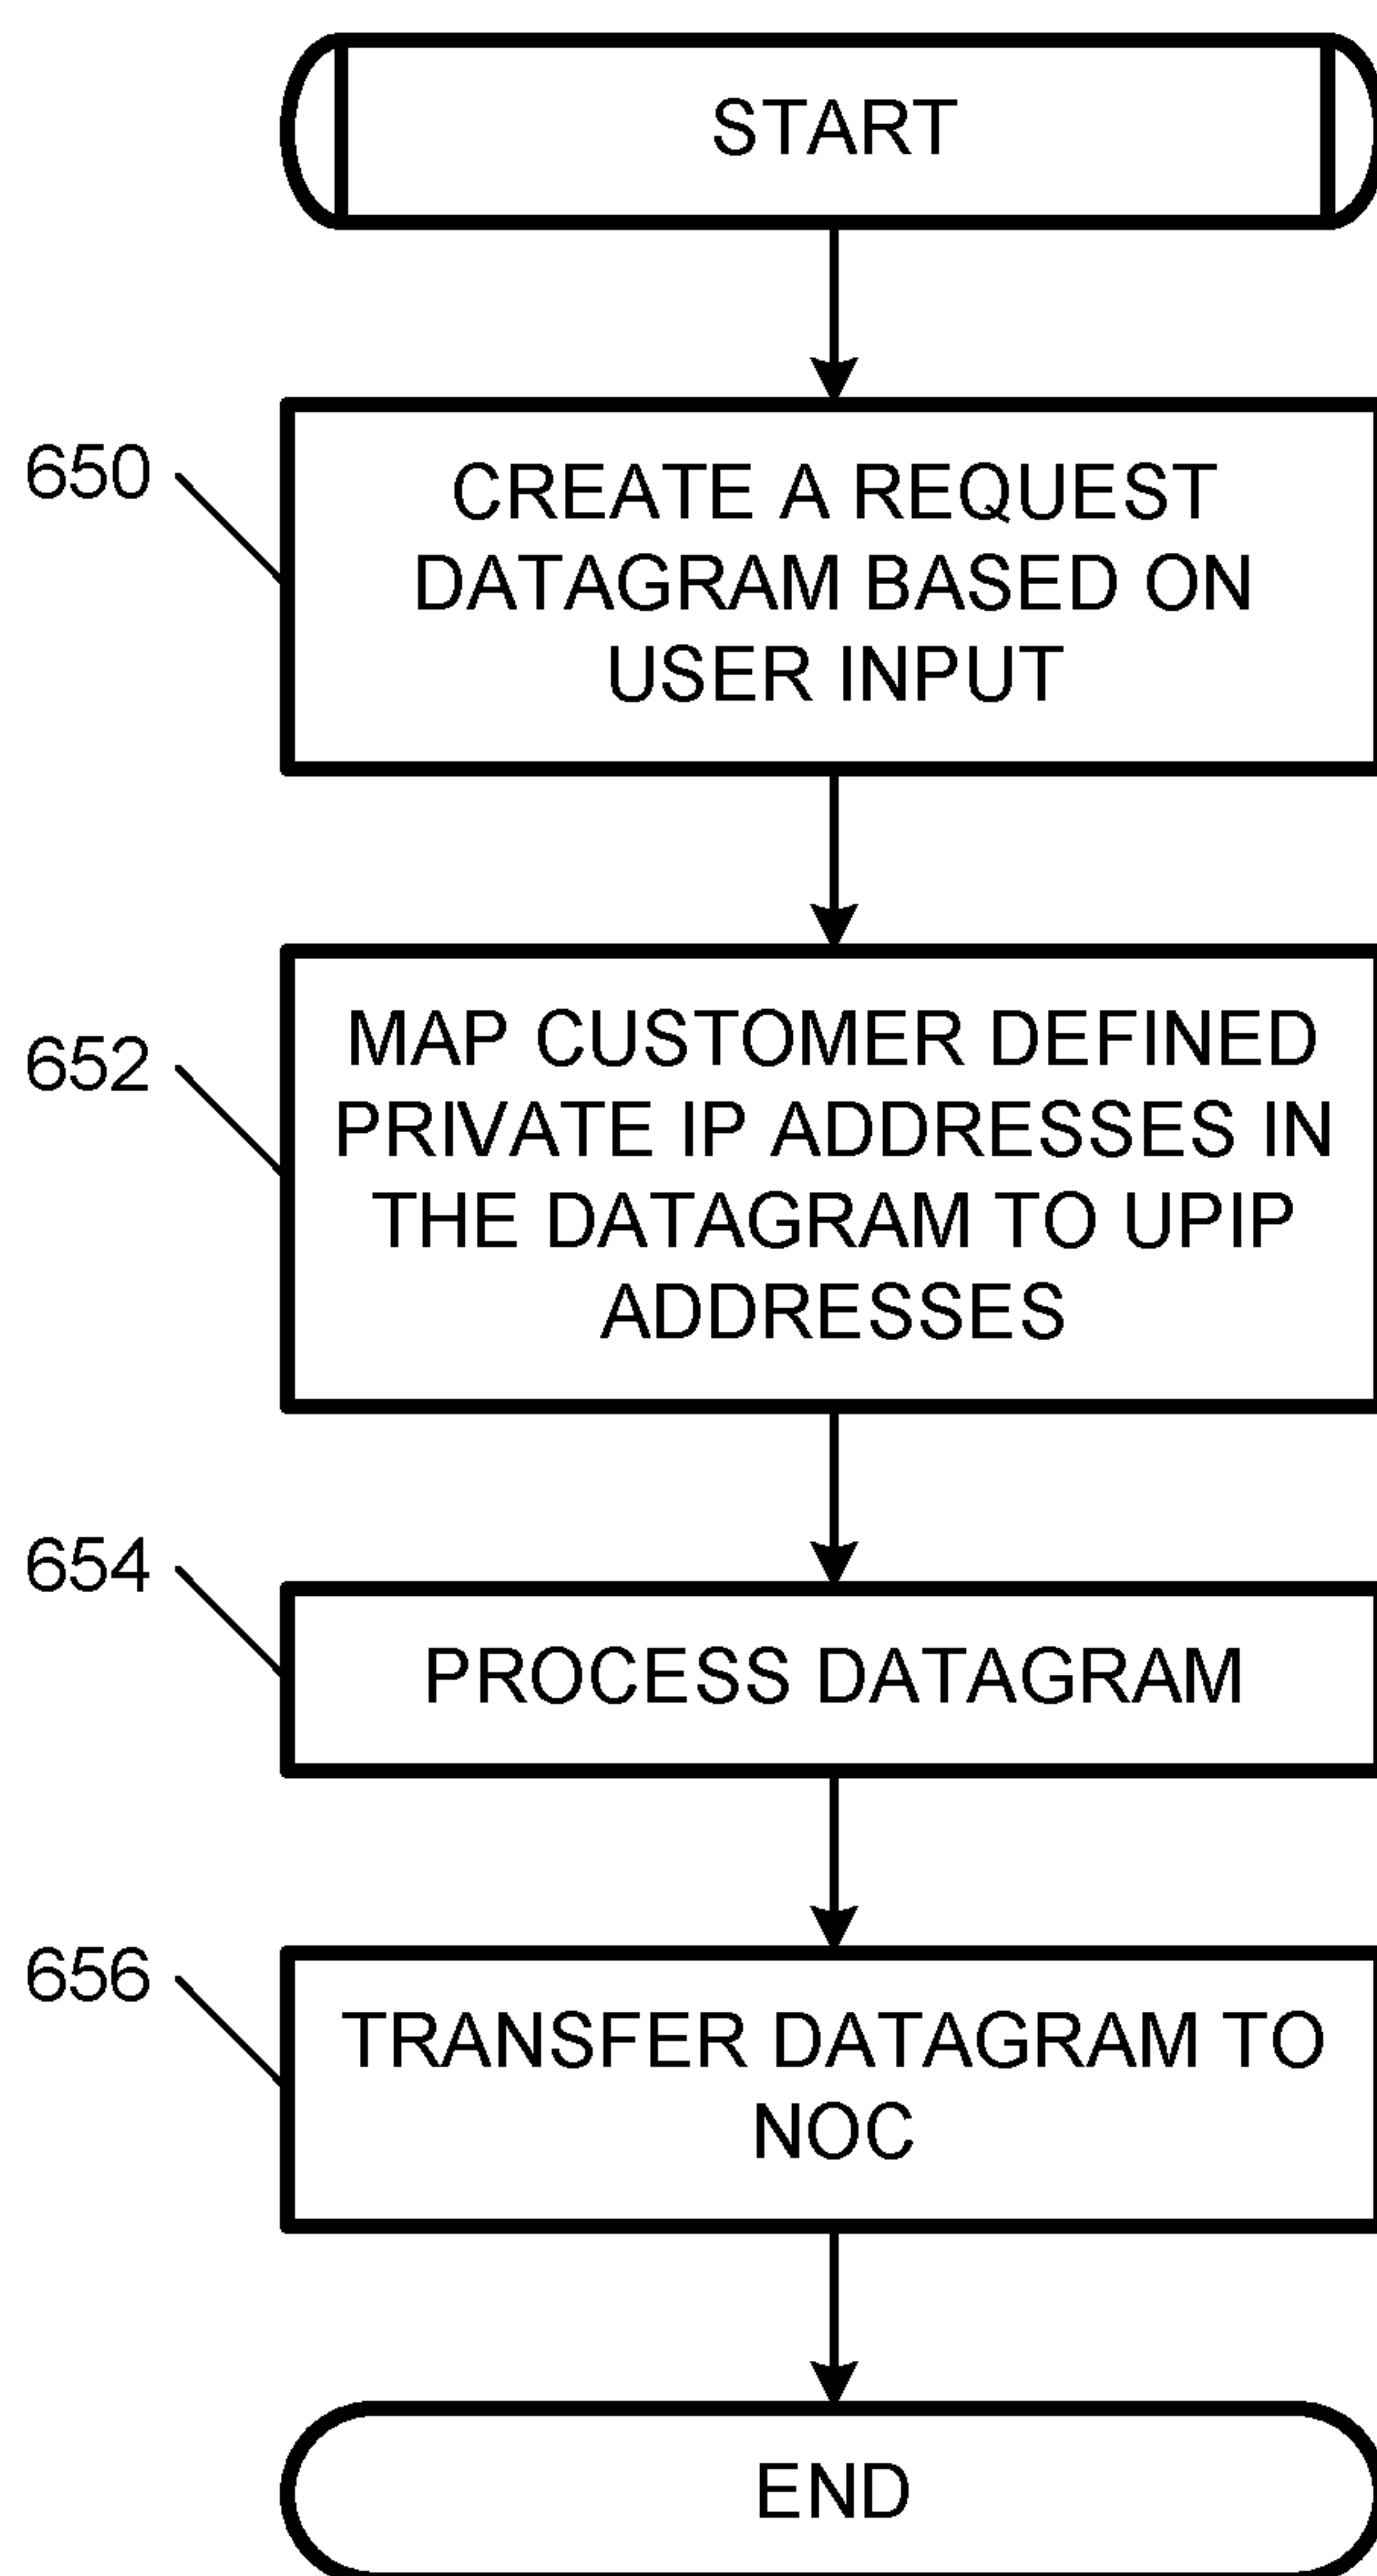 START
650
CREATE A REQUEST
DATAGRAM BASED ON
USER INPUT
652
MAP CUSTOMER DEFINED
PRIVATE IP ADDRESSES IN
THE DATAGRAM TO UPIP
ADDRESSES
654
PROCESS DATAGRAM
656
TRANSFER DATAGRAM TO
NOC
END